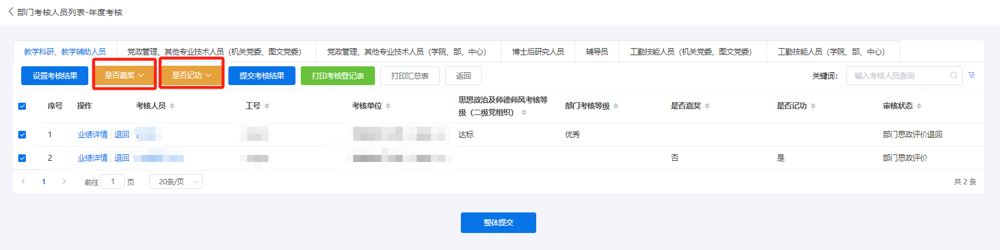 部门考核人员列表-年度考核
教学科研、教学辅助人员 党政管理、其他专业技术人员（机关党委、图文党委） 党政管理、其他专业技术人员（学院、部、中心） 博士后研究人员 辅导员 工勤技能人员（机关党委、图文党委） 工勤技能人员（学院、部、中心）
设置考核结果 是否嘉奖 是否记功 提交考核结果 打印考核登记表 打印汇总表 返回 关键词： 输入考核人员查询
序号 操作 考核人员 工号 考核单位 思想政治及师德师风考核等级（二级党组织） 部门考核等级 是否嘉奖 是否记功 审核状态
1 业绩详情 退回 达标 优秀 部门思政评价退回
2 业绩详情 退回 否 是 部门思政评价
1 前往 1 页 20条/页 共 2 条
整体提交